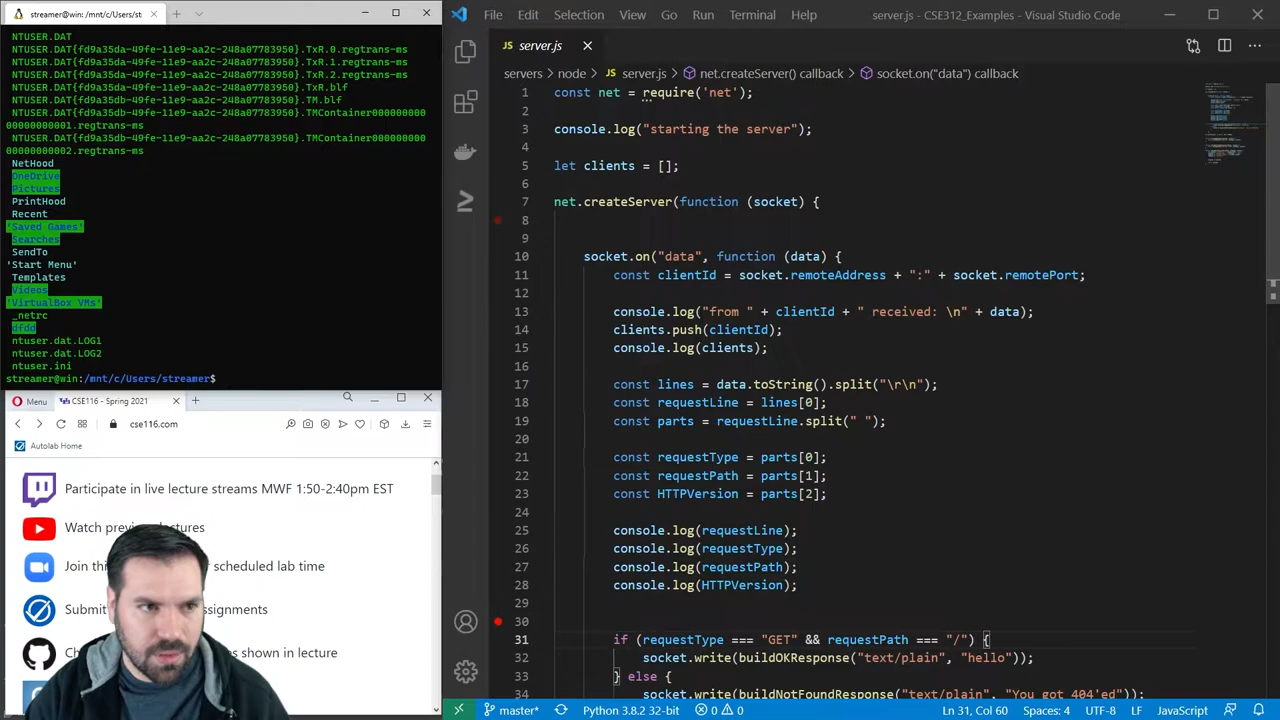 streamer@win: /mnt/c/Users/st
NTUSER.DAT
NTUSER.DAT{fd9a35da-49fe-11e9-aa2c-248a07783950}.TxR.0.regtrans-ms
NTUSER.DAT{fd9a35da-49fe-11e9-aa2c-248a07783950}.TxR.1.regtrans-ms
NTUSER.DAT{fd9a35da-49fe-11e9-aa2c-248a07783950}.TxR.2.regtrans-ms
NTUSER.DAT{fd9a35da-49fe-11e9-aa2c-248a07783950}.TxR.blf
NTUSER.DAT{fd9a35db-49fe-11e9-aa2c-248a07783950}.TM.blf
NTUSER.DAT{fd9a35db-49fe-11e9-aa2c-248a07783950}.TMContainer000000000
00000000001.regtrans-ms
NTUSER.DAT{fd9a35db-49fe-11e9-aa2c-248a07783950}.TMContainer000000000
00000000002.regtrans-ms
NetHood
OneDrive
Pictures
PrintHood
Recent
'Saved Games'
Searches
SendTo
'Start Menu'
Templates
Videos
'VirtualBox VMs'
_netrc
dfdd
ntuser.dat.LOG1
ntuser.dat.LOG2
ntuser.ini
streamer@win:/mnt/c/Users/streamer$
Menu
CSE116 - Spring 2021
cse116.com
Autolab Home
Participate in live lecture streams MWF 1:50-2:40pm EST
Watch previous lectures
Join this scheduled lab time
Submit assignments
shown in lecture
File Edit Selection View Go Run Terminal Help
server.js - CSE312_Examples - Visual Studio Code
JS server.js
servers > node > JS server.js > net.createServer() callback > socket.on("data") callback
1 const net = require('net');
2
3 console.log("starting the server");
4
5 let clients = [];
6
7 net.createServer(function (socket) {
8
9
10 socket.on("data", function (data) {
11 const clientId = socket.remoteAddress + ":" + socket.remotePort;
12
13 console.log("from " + clientId + " received: \n" + data);
14 clients.push(clientId);
15 console.log(clients);
16
17 const lines = data.toString().split("\r\n");
18 const requestLine = lines[0];
19 const parts = requestLine.split(" ");
20
21 const requestType = parts[0];
22 const requestPath = parts[1];
23 const HTTPVersion = parts[2];
24
25 console.log(requestLine);
26 console.log(requestType);
27 console.log(requestPath);
28 console.log(HTTPVersion);
29
30
31 if (requestType === "GET" && requestPath === "/") {
32 socket.write(buildOKResponse("text/plain", "hello"));
33 } else {
34 socket.write(buildNotFoundResponse("text/plain", "You got 404'ed"));
master* Python 3.8.2 32-bit 0 0 Ln 31, Col 60 Spaces: 4 UTF-8 LF JavaScript